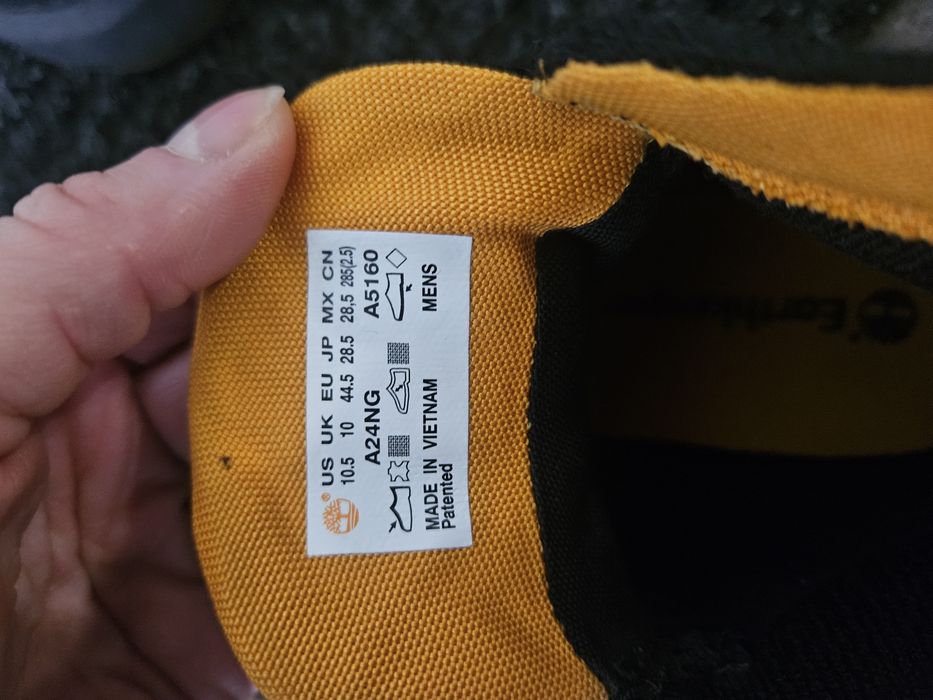 ® US UK EU JP MX CN
10.5 10 44.5 28.5 28,5 285(2.5)
A24NG A5160
MADE IN VIETNAM MENS
Patented